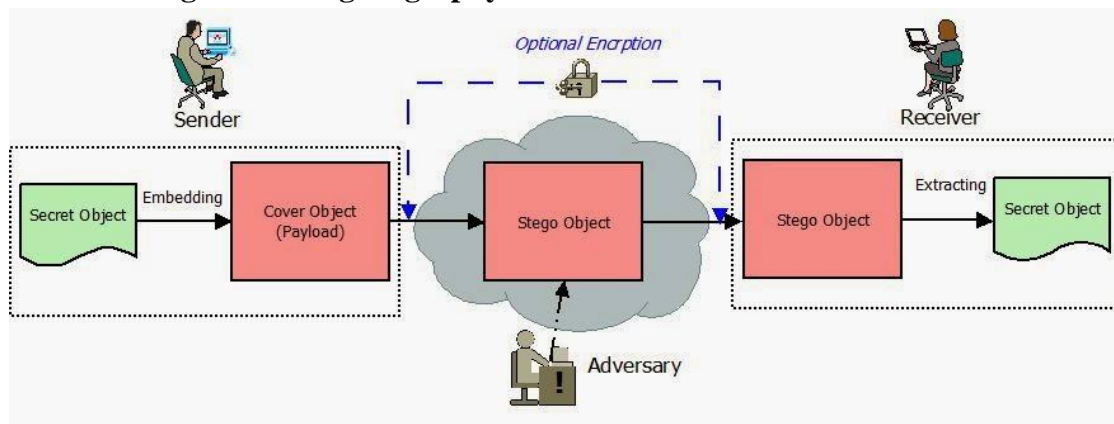 Optional Encrption
Sender
Receiver
Secret Object
Embedding
Cover Object
(Payload)
Stego Object
Stego Object
Extracting
Secret Object
Adversary
!